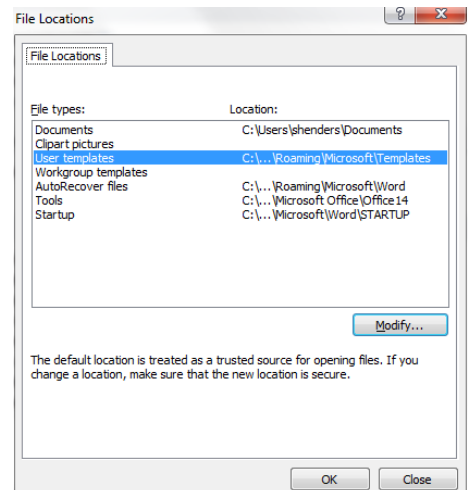 File Locations
? X
File Locations
File types: Location:
Documents C:\Users\shenders\Documents
Clipart pictures
User templates C:\...\Roaming\Microsoft\Templates
Workgroup templates
AutoRecover files C:\...\Roaming\Microsoft\Word
Tools C:\...\Microsoft Office\Office14
Startup C:\...\Microsoft\Word\STARTUP
Modify...
The default location is treated as a trusted source for opening files. If you
change a location, make sure that the new location is secure.
OK Close